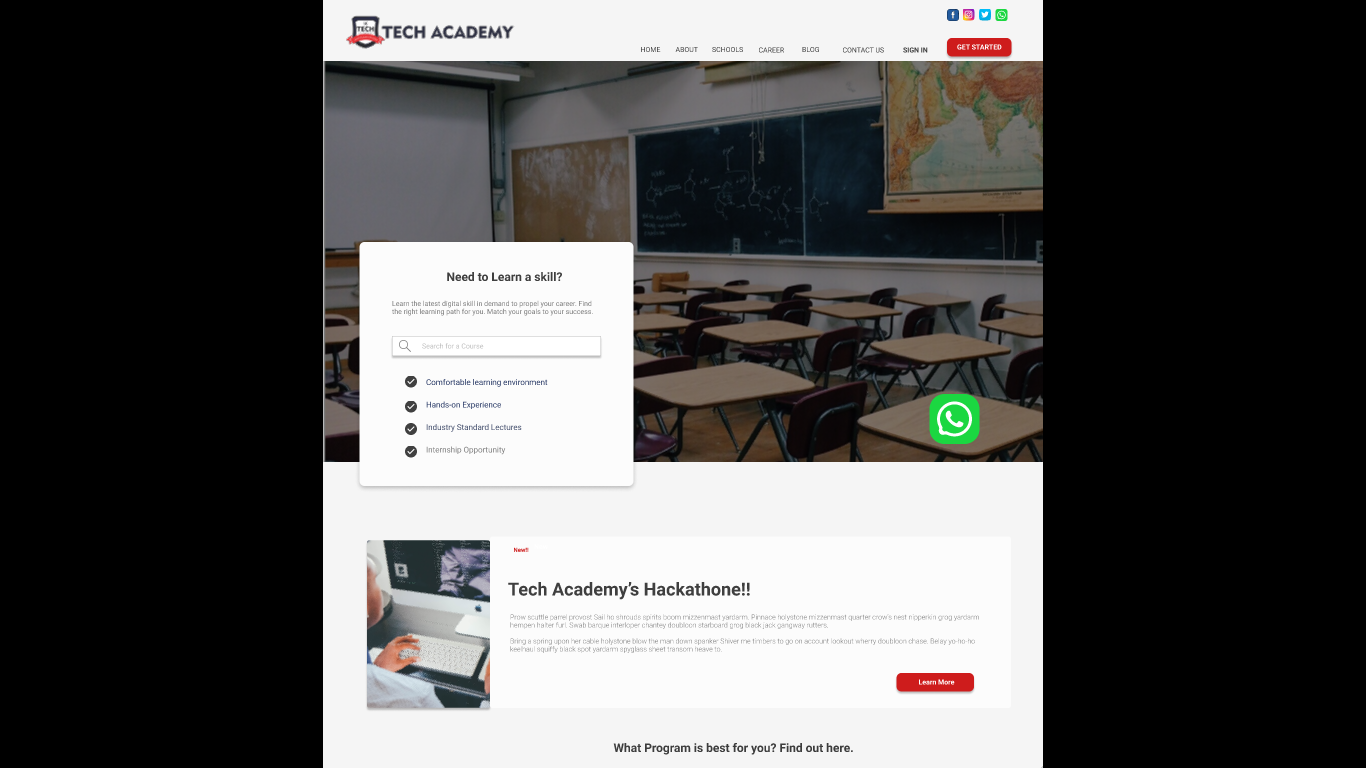 TECH
TECH ACADEMY
HOME ABOUT SCHOOLS CAREER BLOG CONTACT US SIGN IN GET STARTED
Need to Learn a skill?
Learn the latest digital skill in demand to propel your career. Find
the right learning path for you. Match your goals to your success.
Search for a Course
Comfortable learning environment
Hands-on Experience
Industry Standard Lectures
Internship Opportunity
New!!
Tech Academy's Hackathone!!
Prow scuttle parrel provost Sail ho shrouds spirits boom mizzenmast yardarm. Pinnace holystone mizzenmast quarter crow's nest nipperkin grog yardarm
hempen halter furl. Swab barque interloper chantey doubloon starboard grog black jack gangway rutters.
Bring a spring upon her cable holystone blow the man down spanker Shiver me timbers to go on account lookout wherry doubloon chase. Belay yo-ho-ho
keelhaul squiffy black spot yardarm spyglass sheet transom heave to.
Learn More
What Program is best for you? Find out here.